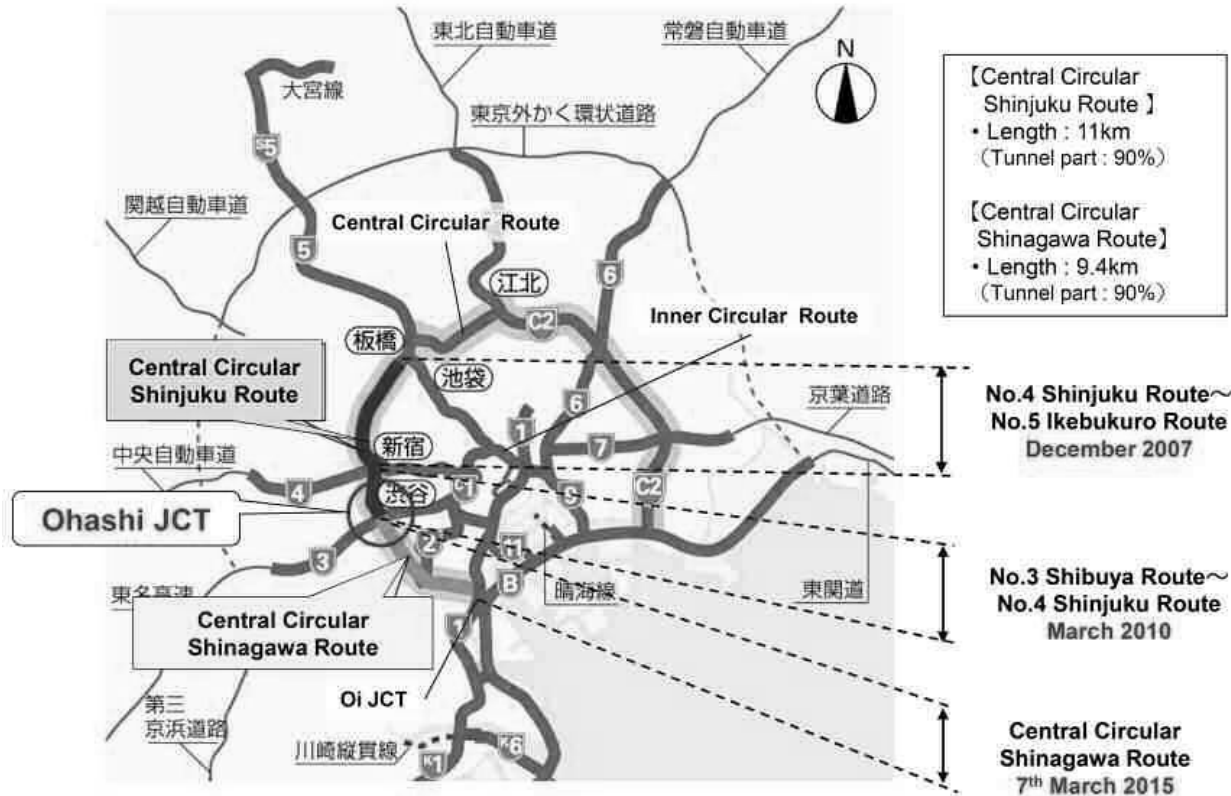 東北自動車道
常磐自動車道
N
大宮線
東京外かく環状道路
S5
関越自動車道
Central Circular Route
5
6
江北
C2
Inner Circular Route
板橋
池袋
Central Circular
Shinjuku Route
6
京葉道路
1
7
新宿
中央自動車道
4
渋谷
C1
9
C2
Ohashi JCT
3
2
11
B
東名高速
晴海線
東関道
Central Circular
Shinagawa Route
1
Oi JCT
第三
京浜道路
川崎縦貫線
K6
K1
【Central Circular
Shinjuku Route 】
• Length : 11km
(Tunnel part : 90%)
【Central Circular
Shinagawa Route】
• Length : 9.4km
(Tunnel part : 90%)
No.4 Shinjuku Route～
No.5 Ikebukuro Route
December 2007
No.3 Shibuya Route～
No.4 Shinjuku Route
March 2010
Central Circular
Shinagawa Route
7th March 2015